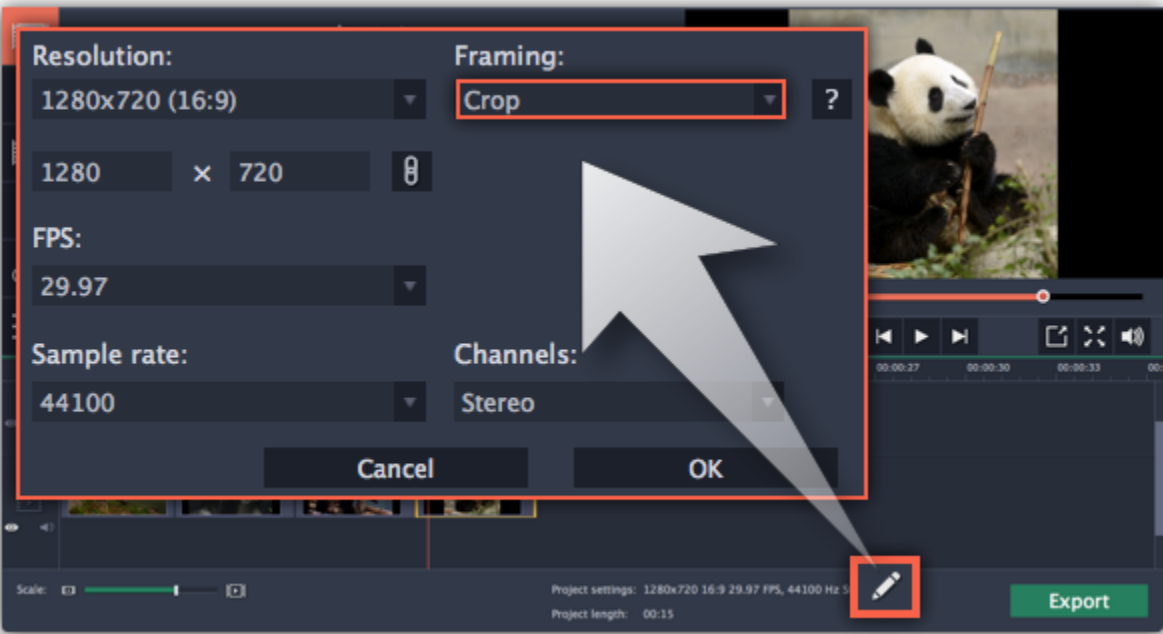 Resolution:
Framing:
1280x720 (16:9)
Crop
?
1280 × 720
FPS:
29.97
Sample rate:
Channels:
44100
Stereo
Cancel
OK
00:00:27
00:00:30
00:00:33
00:
Scale:
Project settings: 1280x720 16:9 29.97 FPS, 44100 Hz S
Project length: 00:15
Export